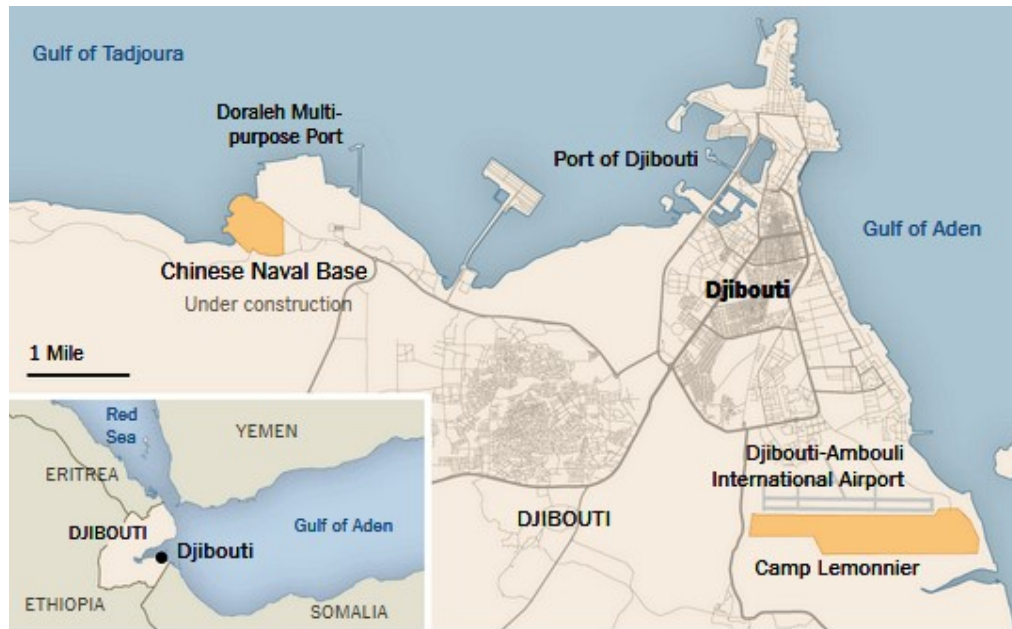 Gulf of Tadjoura
Doraleh Multi-
purpose Port
Port of Djibouti
Gulf of Aden
Chinese Naval Base
Under construction
Djibouti
1 Mile
Djibouti-Ambouli
International Airport
DJIBOUTI
Camp Lemonnier
Red
Sea
YEMEN
ERITREA
DJIBOUTI
Gulf of Aden
Djibouti
ETHIOPIA
SOMALIA